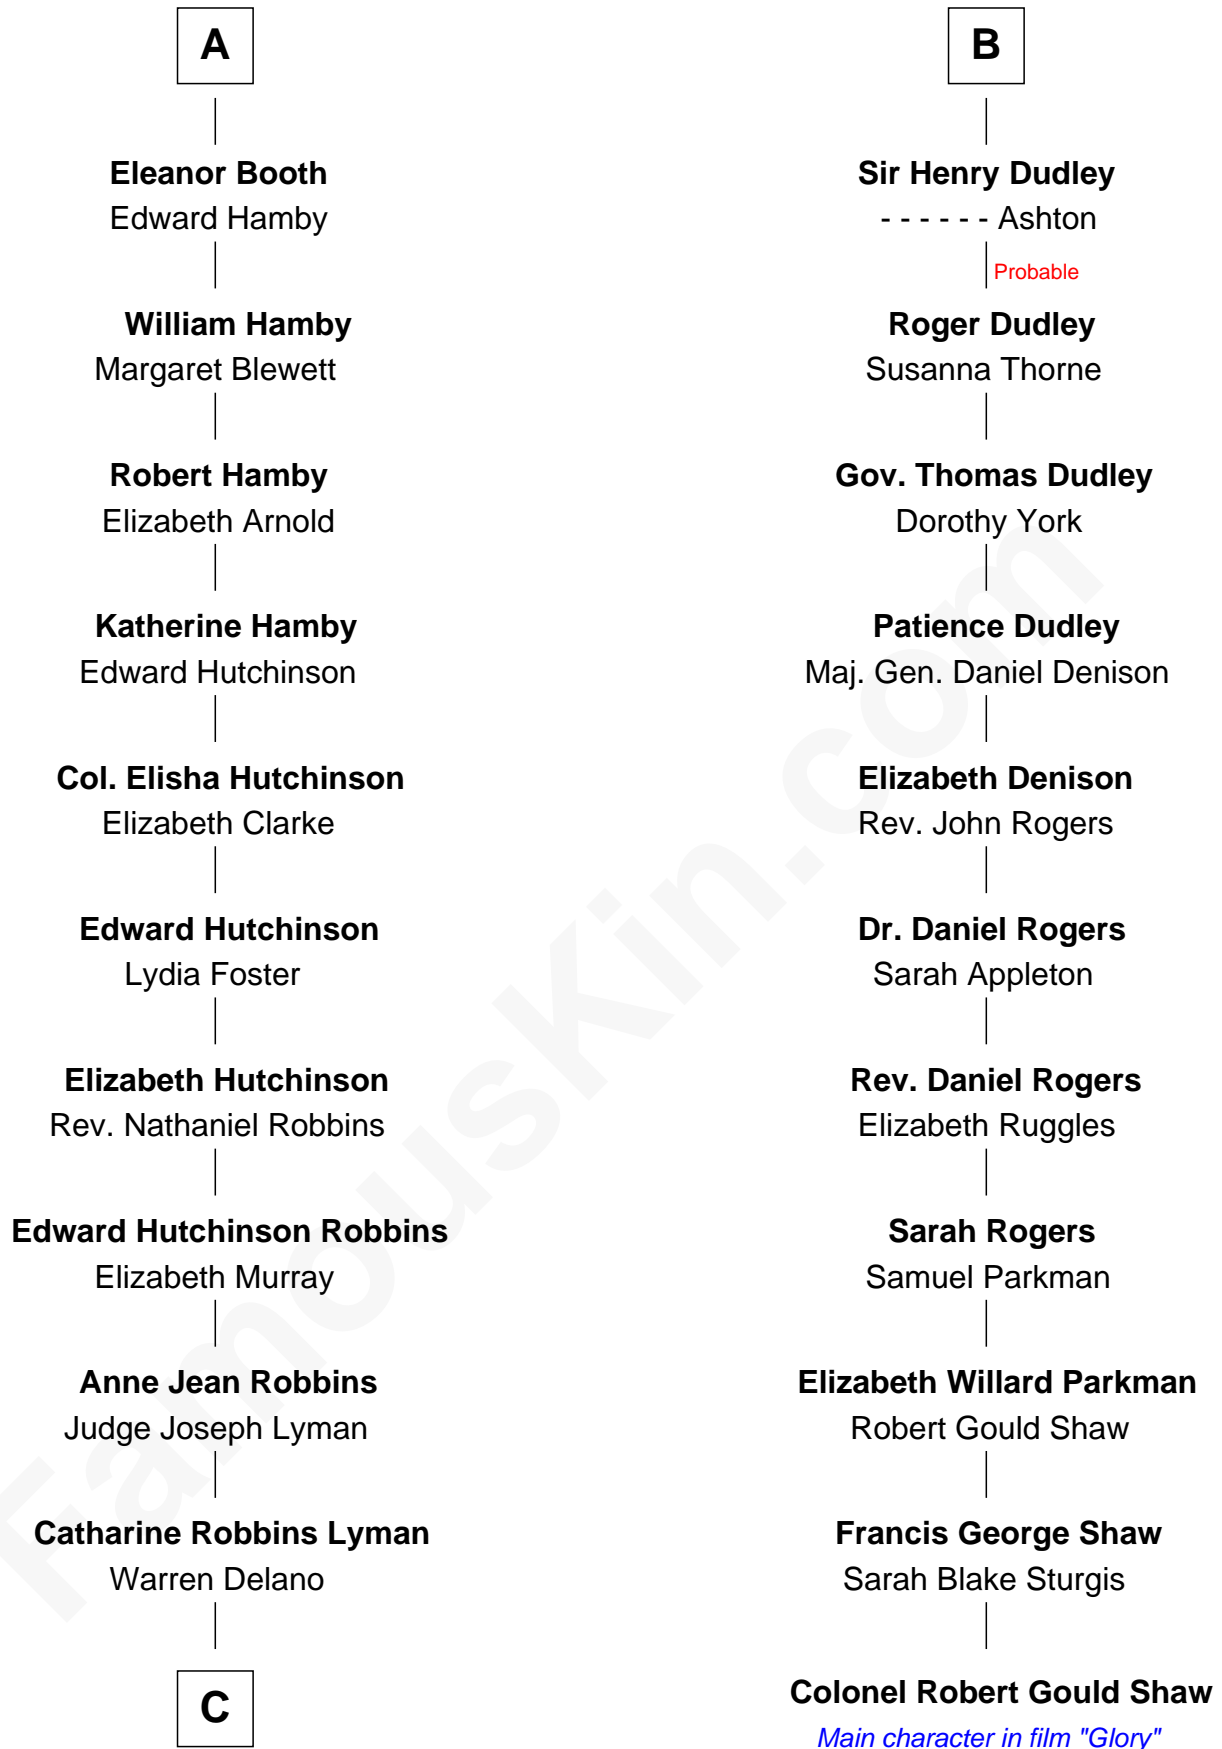 A
Eleanor Booth
Edward Hamby
William Hamby
Margaret Blewett
Robert Hamby
Elizabeth Arnold
Katherine Hamby
Edward Hutchinson
Col. Elisha Hutchinson
Elizabeth Clarke
Edward Hutchinson
Lydia Foster
Elizabeth Hutchinson
Rev. Nathaniel Robbins
Edward Hutchinson Robbins
Elizabeth Murray
Anne Jean Robbins
Judge Joseph Lyman
Catharine Robbins Lyman
Warren Delano
C
B
Sir Henry Dudley
- - - - - - Ashton
Probable
Roger Dudley
Susanna Thorne
Gov. Thomas Dudley
Dorothy York
Patience Dudley
Maj. Gen. Daniel Denison
Elizabeth Denison
Rev. John Rogers
Dr. Daniel Rogers
Sarah Appleton
Rev. Daniel Rogers
Elizabeth Ruggles
Sarah Rogers
Samuel Parkman
Elizabeth Willard Parkman
Robert Gould Shaw
Francis George Shaw
Sarah Blake Sturgis
Colonel Robert Gould Shaw
Main character in film "Glory"
FamousKin.com